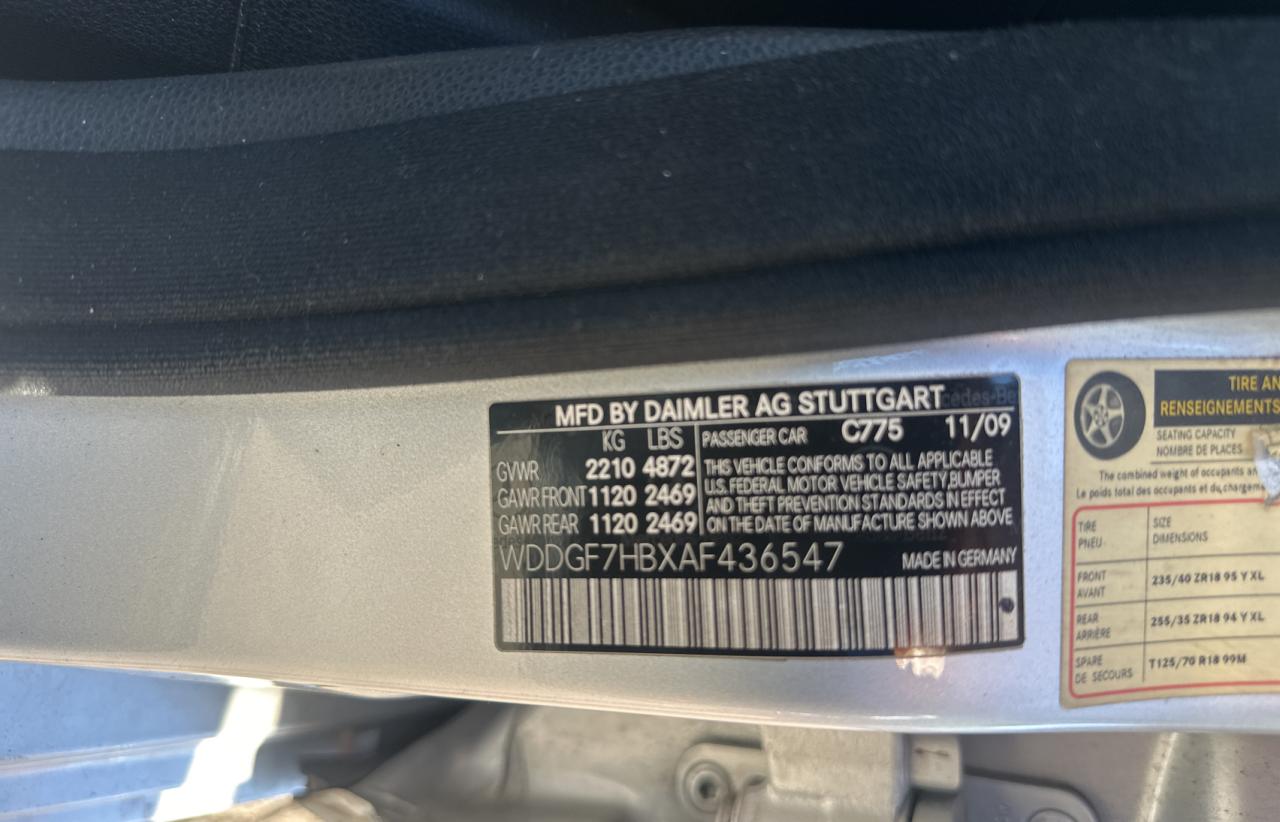 MFD BY DAIMLER AG STUTTGART
KG LBS
GVWR 2210 4872
GAWR FRONT 1120 2469
GAWR REAR 1120 2469
PASSENGER CAR C775 11/09
THIS VEHICLE CONFORMS TO ALL APPLICABLE
U.S. FEDERAL MOTOR VEHICLE SAFETY, BUMPER
AND THEFT PREVENTION STANDARDS IN EFFECT
ON THE DATE OF MANUFACTURE SHOWN ABOVE
WDDGF7HBXAF436547 MADE IN GERMANY
TIRE
RENSEIGNEMENTS
SEATING CAPACITY
NOMBRE DE PLACES
The combined weight of occupants
Le poids total des occupants et du
TIRE SIZE
PNEU DIMENSIONS
FRONT 235/40 ZR18 95 Y XL
AVANT
REAR 255/35 ZR18 94 Y XL
ARRIÈRE
SPARE T125/70 R18 99M
DE SECOURS